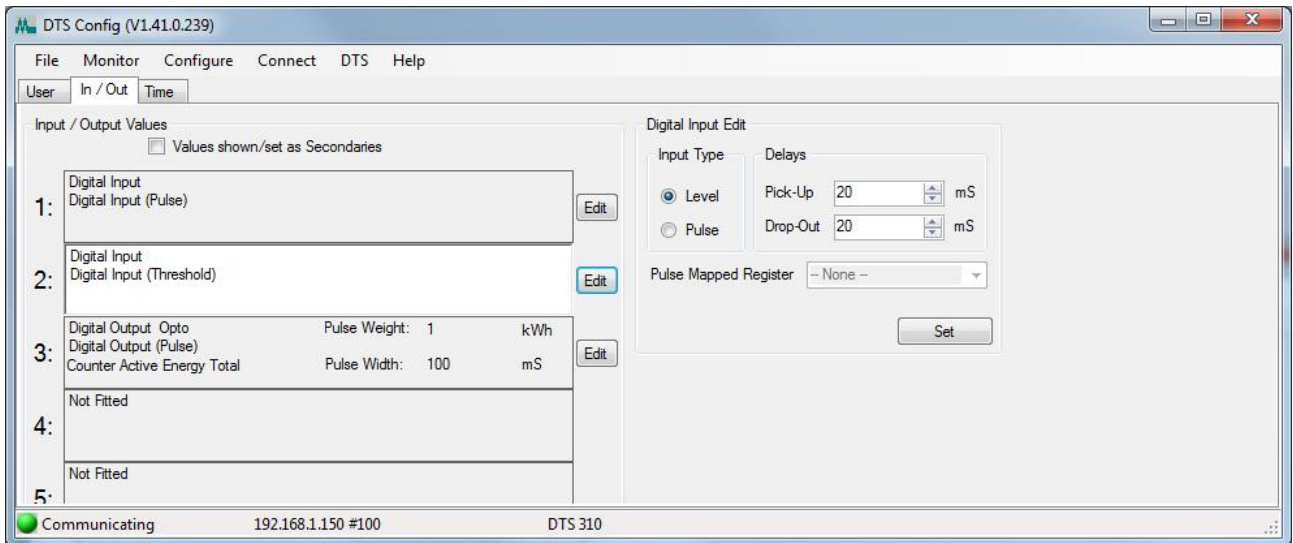 DTS Config (V1.41.0.239)
File Monitor Configure Connect DTS Help
User In / Out Time
Input / Output Values
Values shown/set as Secondaries
1:
Digital Input
Digital Input (Pulse)
Edit
2:
Digital Input
Digital Input (Threshold)
Edit
3:
Digital Output Opto Pulse Weight: 1 kWh
Digital Output (Pulse)
Counter Active Energy Total Pulse Width: 100 mS
Edit
4:
Not Fitted
5:
Not Fitted
Digital Input Edit
Input Type
Level
Pulse
Delays
Pick-Up 20 mS
Drop-Out 20 mS
Pulse Mapped Register -- None --
Set
Communicating 192.168.1.150 #100 DTS 310